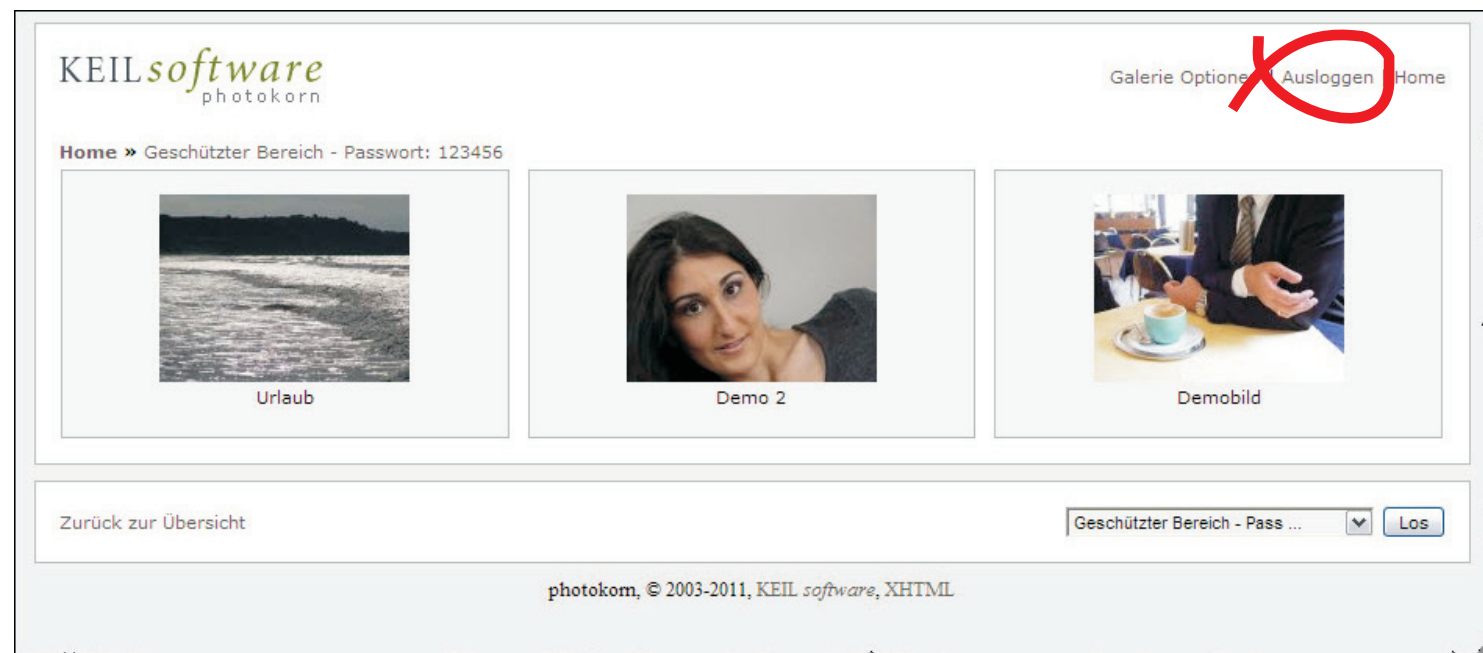 KEIL software
photokorn
Galerie Optionen | Ausloggen | Home
Home » Geschützter Bereich - Passwort: 123456
Urlaub
Demo 2
Demobild
Zurück zur Übersicht
Geschützter Bereich - Pass ...
Los
photokorn, © 2003-2011, KEIL software, XHTML